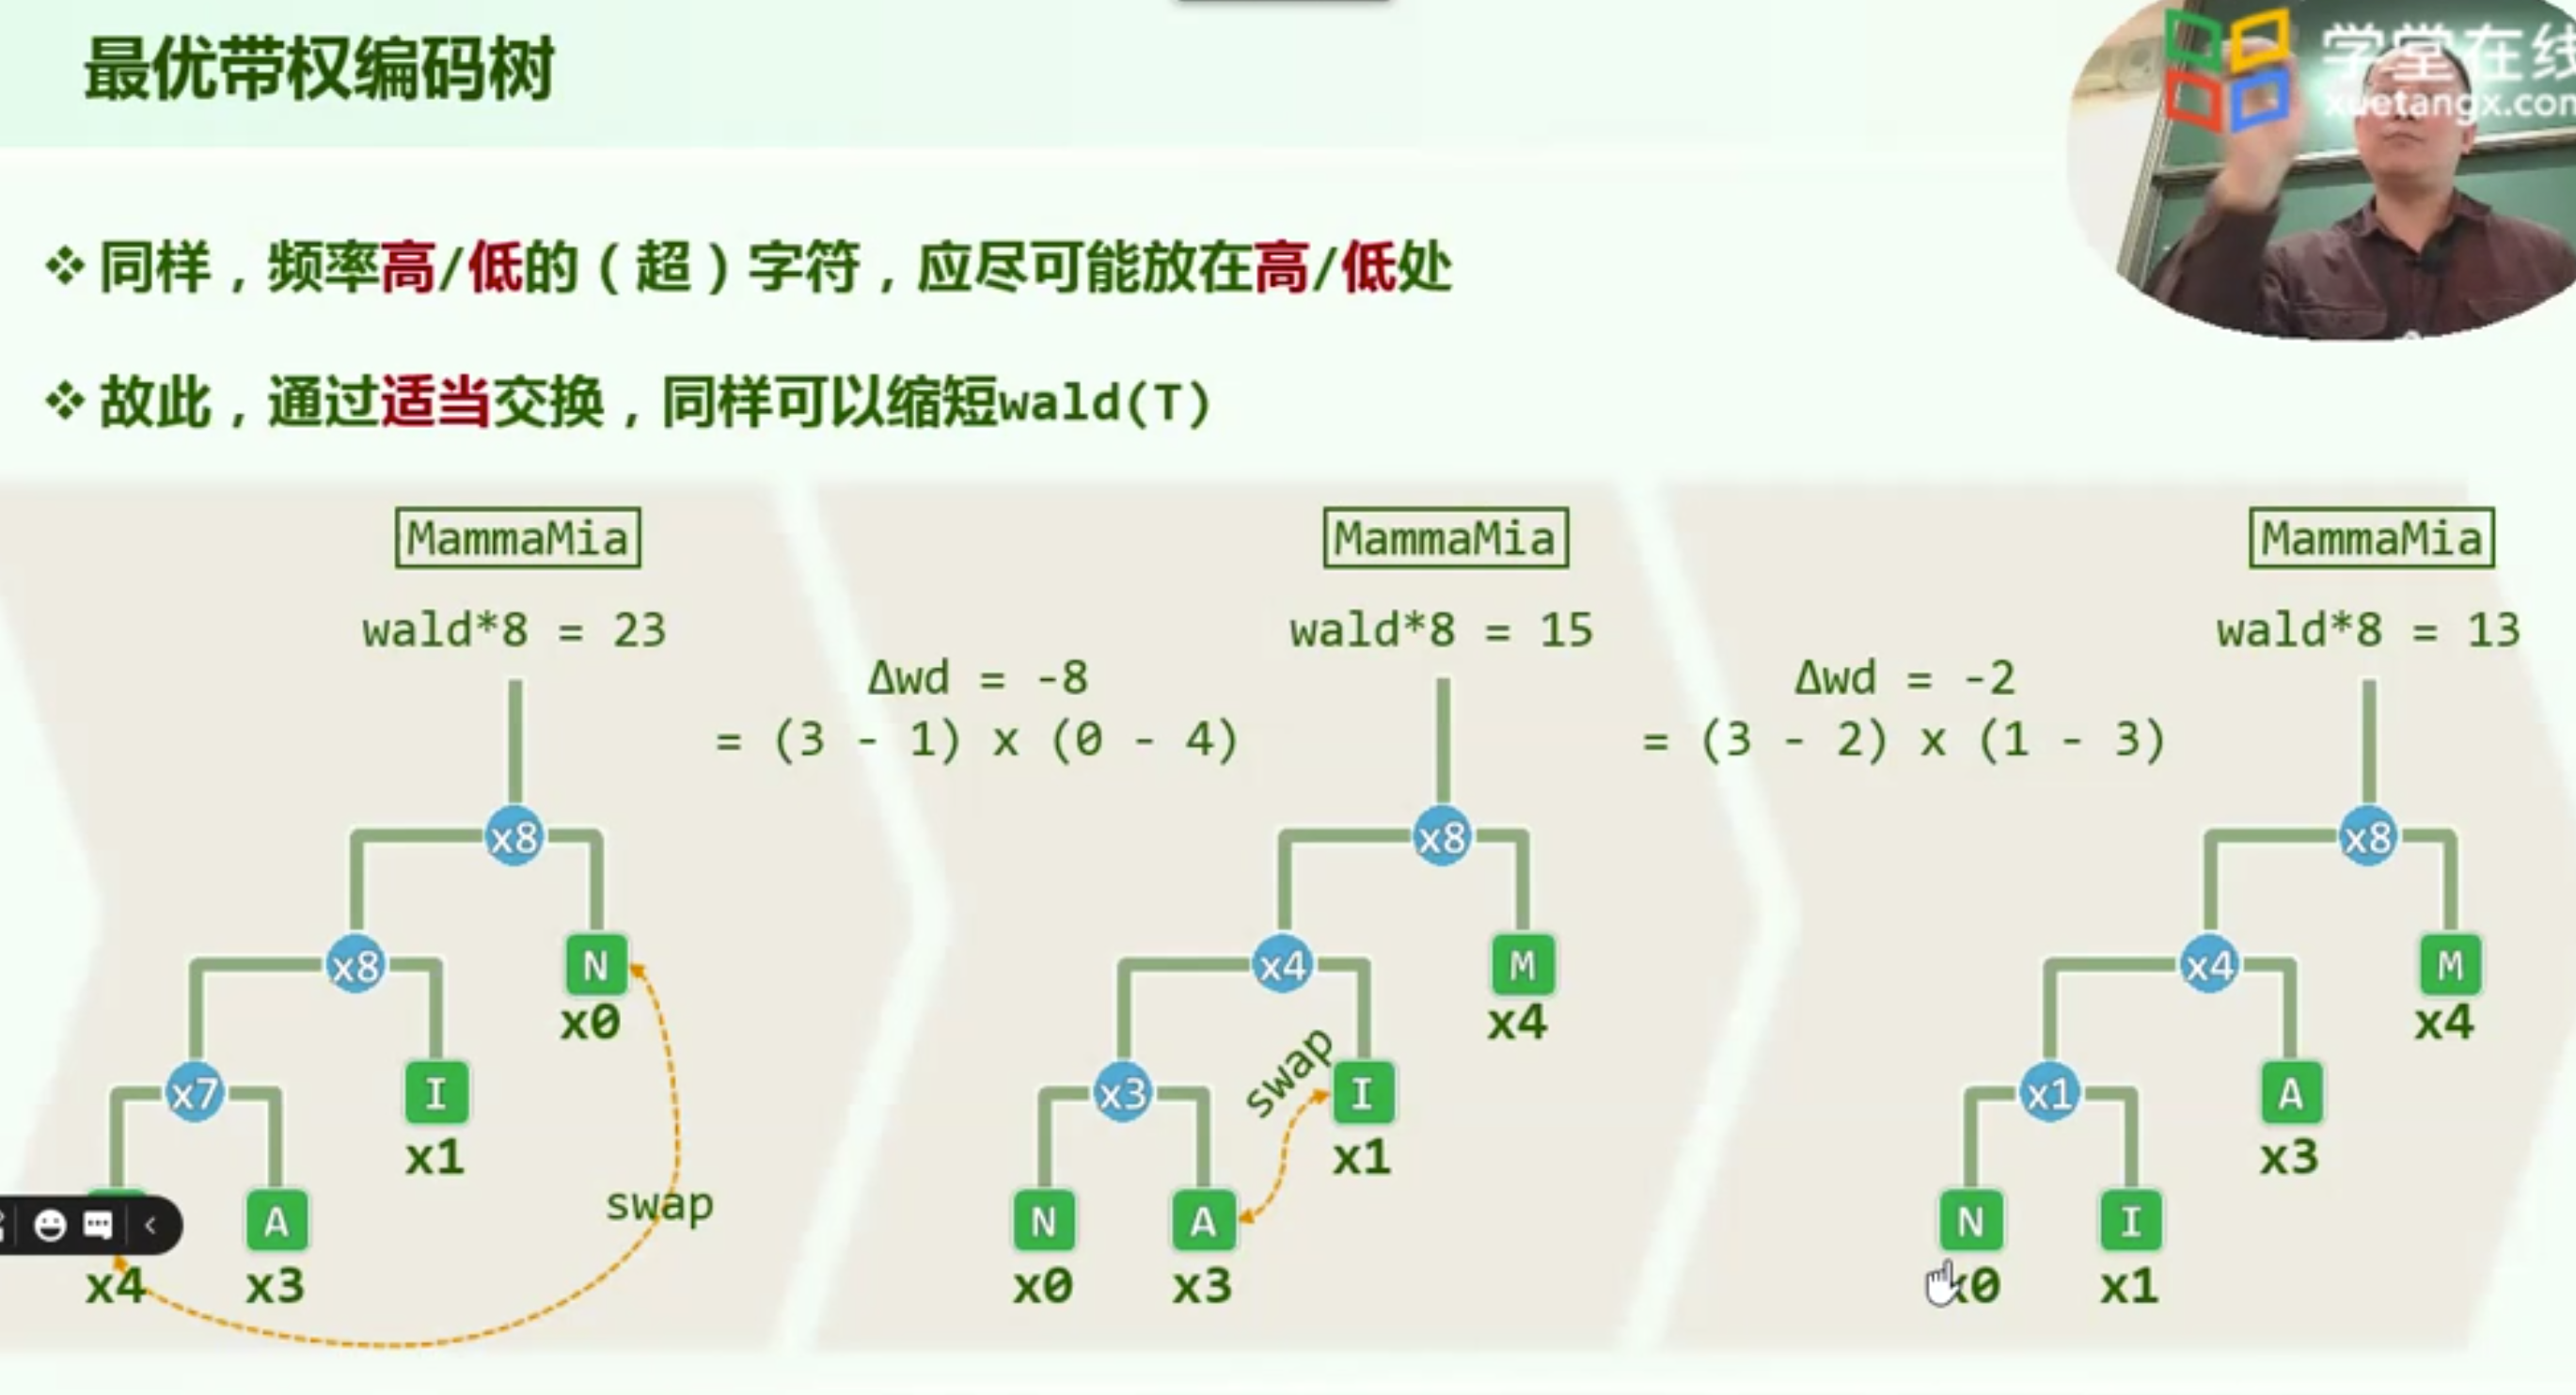 最优带权编码树
学堂在线
xuetangx.com
❖ 同样，频率高/低的（超）字符，应尽可能放在高/低处
❖ 故此，通过适当交换，同样可以缩短wald(T)
MammaMia
wald*8 = 23
x8
x8
N
x0
x7
I
x1
A
x4
x3
swap
Δwd = -8
= (3 - 1) x (0 - 4)
MammaMia
wald*8 = 15
x8
x4
M
x4
x3
swap
I
x1
N
A
x0
x3
Δwd = -2
= (3 - 2) x (1 - 3)
MammaMia
wald*8 = 13
x8
x4
M
x4
x1
A
x3
N
I
x0
x1